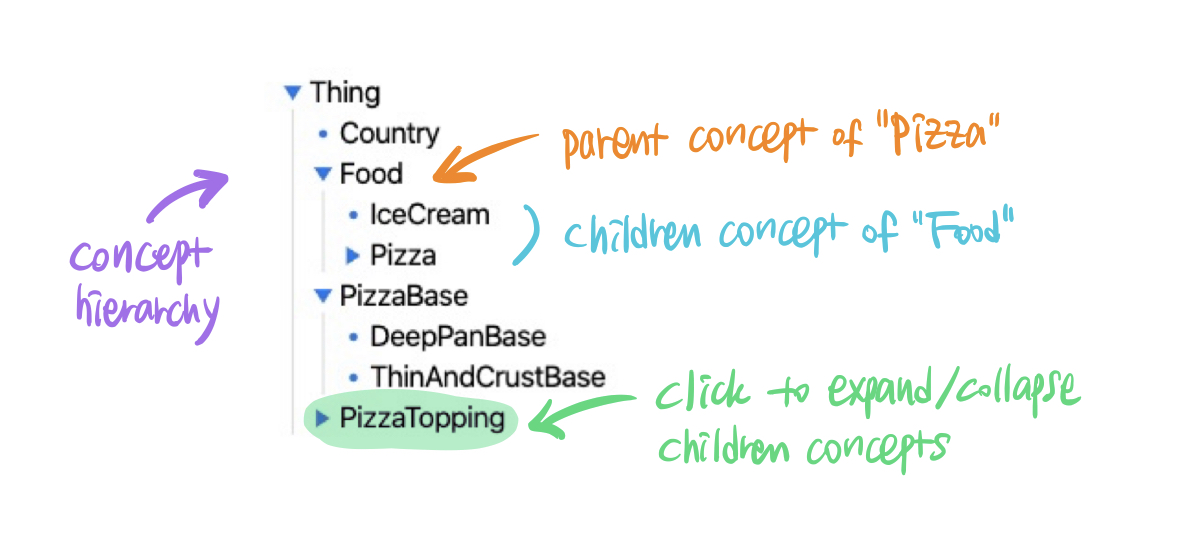 Thing
Country
Food
IceCream
Pizza
PizzaBase
DeepPanBase
ThinAndCrustBase
PizzaTopping
concept
hierarchy
parent concept of "Pizza"
children concept of "Food"
click to expand/collapse
children concepts